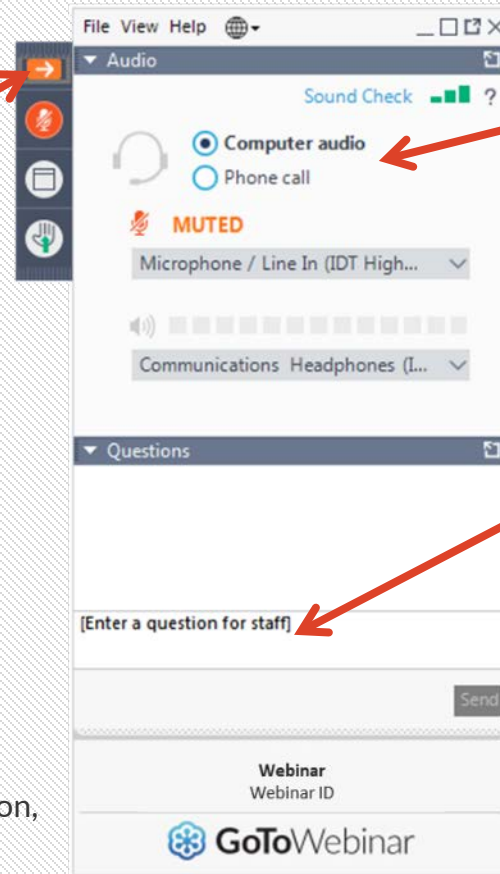 File View Help
Audio
Sound Check ?
Computer audio
Phone call
MUTED
Microphone / Line In (IDT High...
Communications Headphones (I...
Questions
[Enter a question for staff]
Send
Webinar
Webinar ID
on,
GoToWebinar